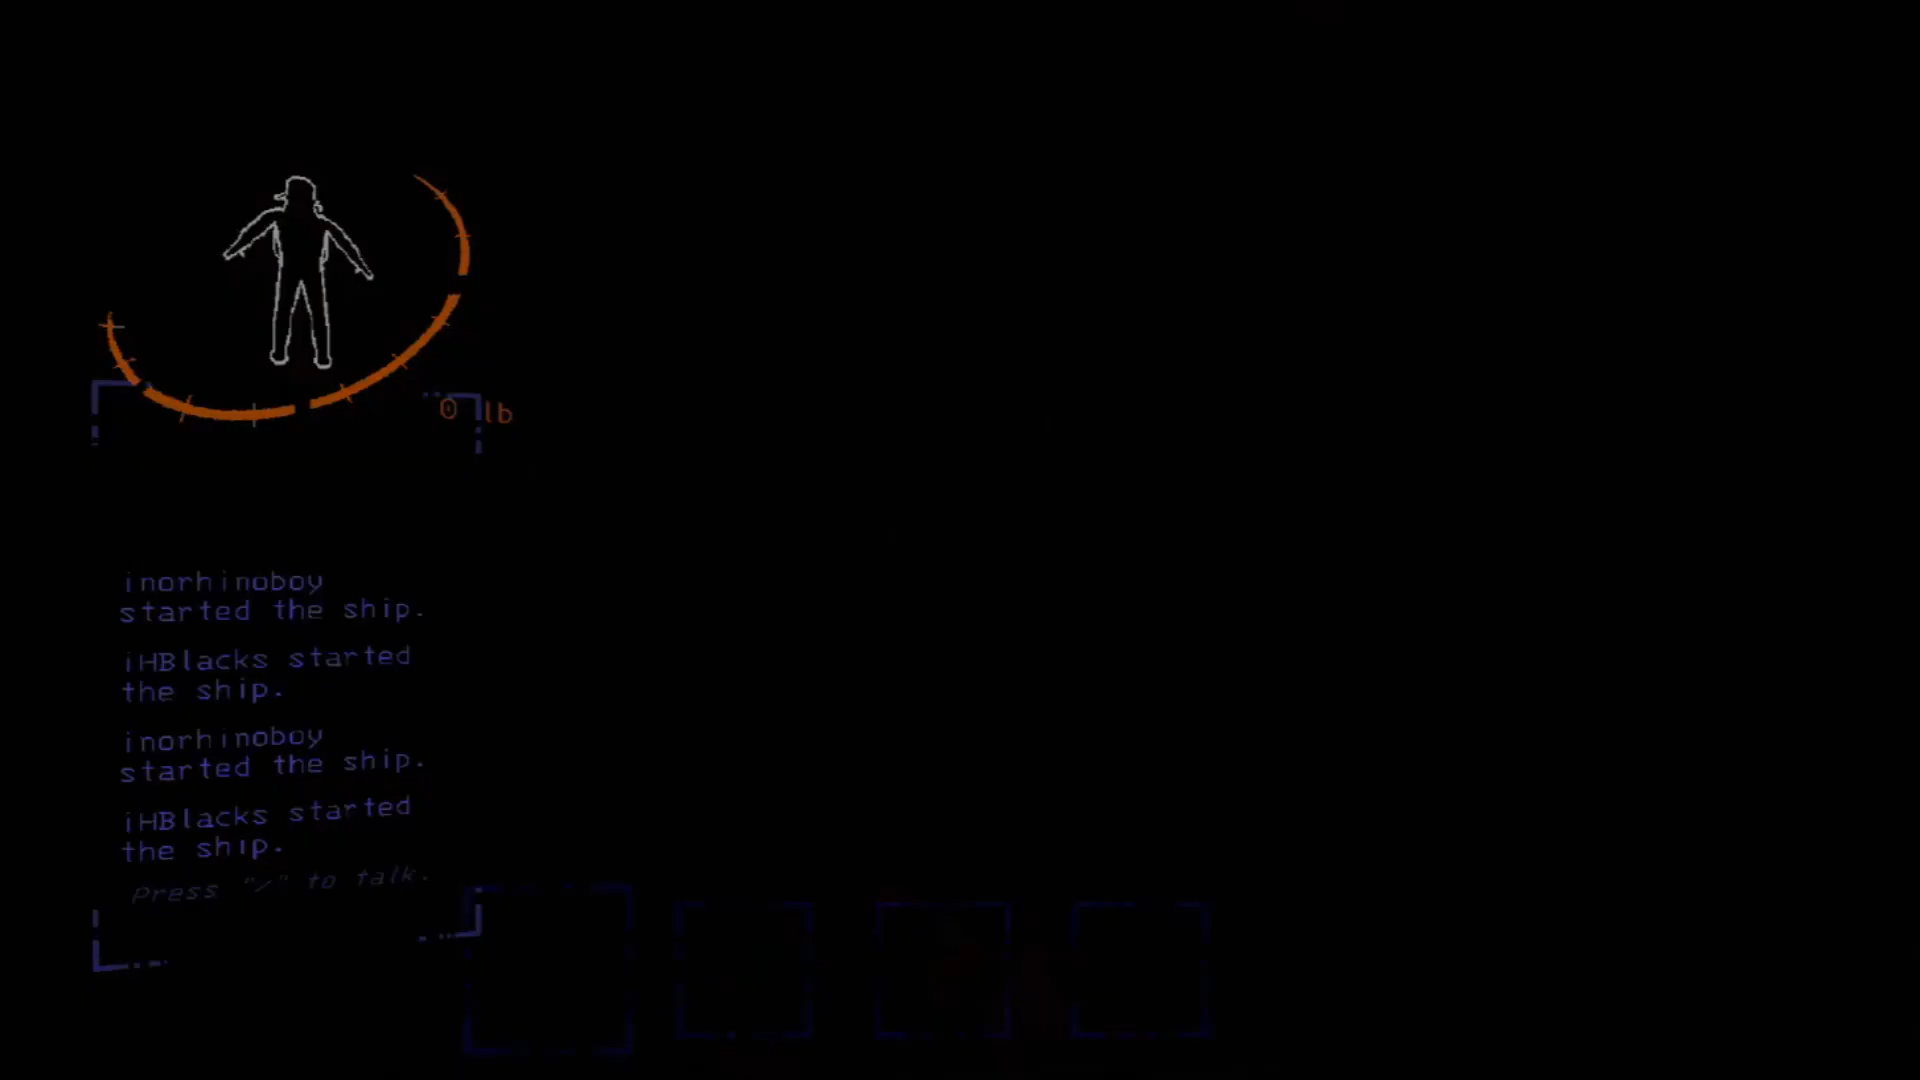 0 lb
inorhinoboy
started the ship.
iHBlacks started
the ship.
inorhinoboy
started the ship.
iHBlacks started
the ship.
Press "/" to talk.